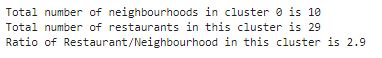 Total number of neighbourhoods in cluster 0 is 10
Total number of restaurants in this cluster is 29
Ratio of Restaurant/Neighbourhood in this cluster is 2.9